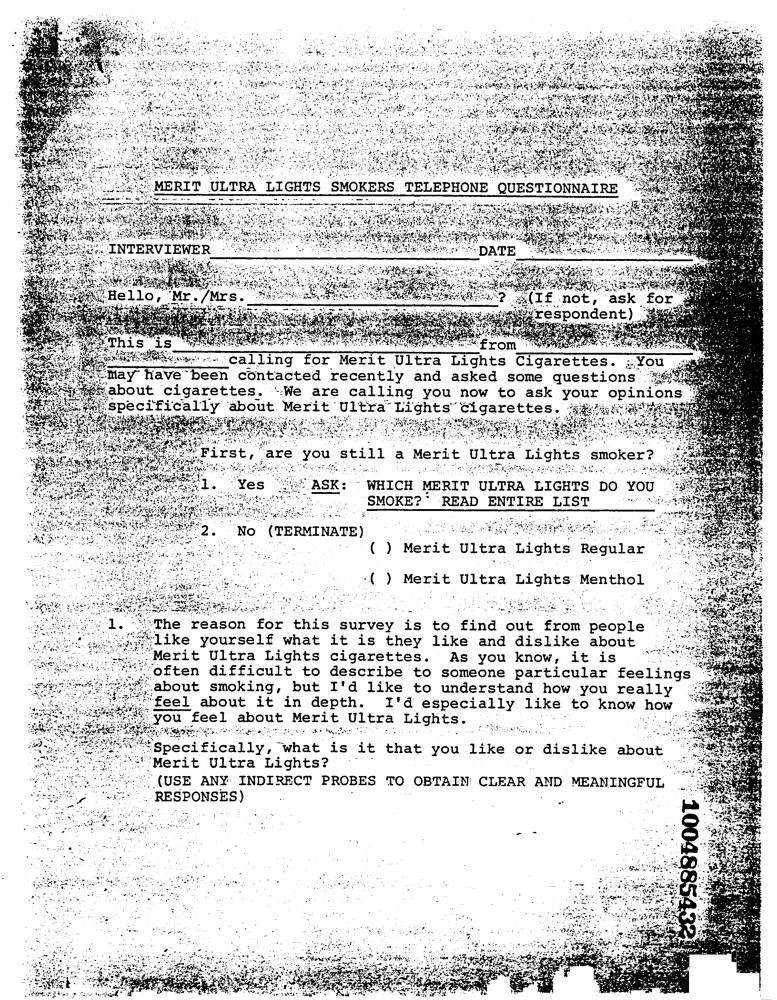 MERIT ULTRA LIGHTS SMOKERS TELEPHONE QUESTIONNAIRE
INTERVIEWER DATE
Hello, Mr./Mrs. ? (If not, ask for
respondent)
This is from
calling for Merit Ultra Lights Cigarettes. You
may have been contacted recently and asked some questions
about cigarettes. We are calling you now to ask your opinions
specifically about Merit Ultra Lights cigarettes.
First, are you still a Merit Ultra Lights smoker?
1. Yes ASK: WHICH MERIT ULTRA LIGHTS DO YOU
SMOKE? READ ENTIRE LIST
2. No (TERMINATE)
( ) Merit Ultra Lights Regular
( ) Merit Ultra Lights Menthol
1. The reason for this survey is to find out from people
like yourself what it is they like and dislike about
Merit Ultra Lights cigarettes. As you know, it is
often difficult to describe to someone particular feelings
about smoking, but I'd like to understand how you really
feel about it in depth. I'd especially like to know how
you feel about Merit Ultra Lights.
Specifically, what is it that you like or dislike about
Merit Ultra Lights?
(USE ANY INDIRECT PROBES TO OBTAIN CLEAR AND MEANINGFUL
RESPONSES)
1004885432